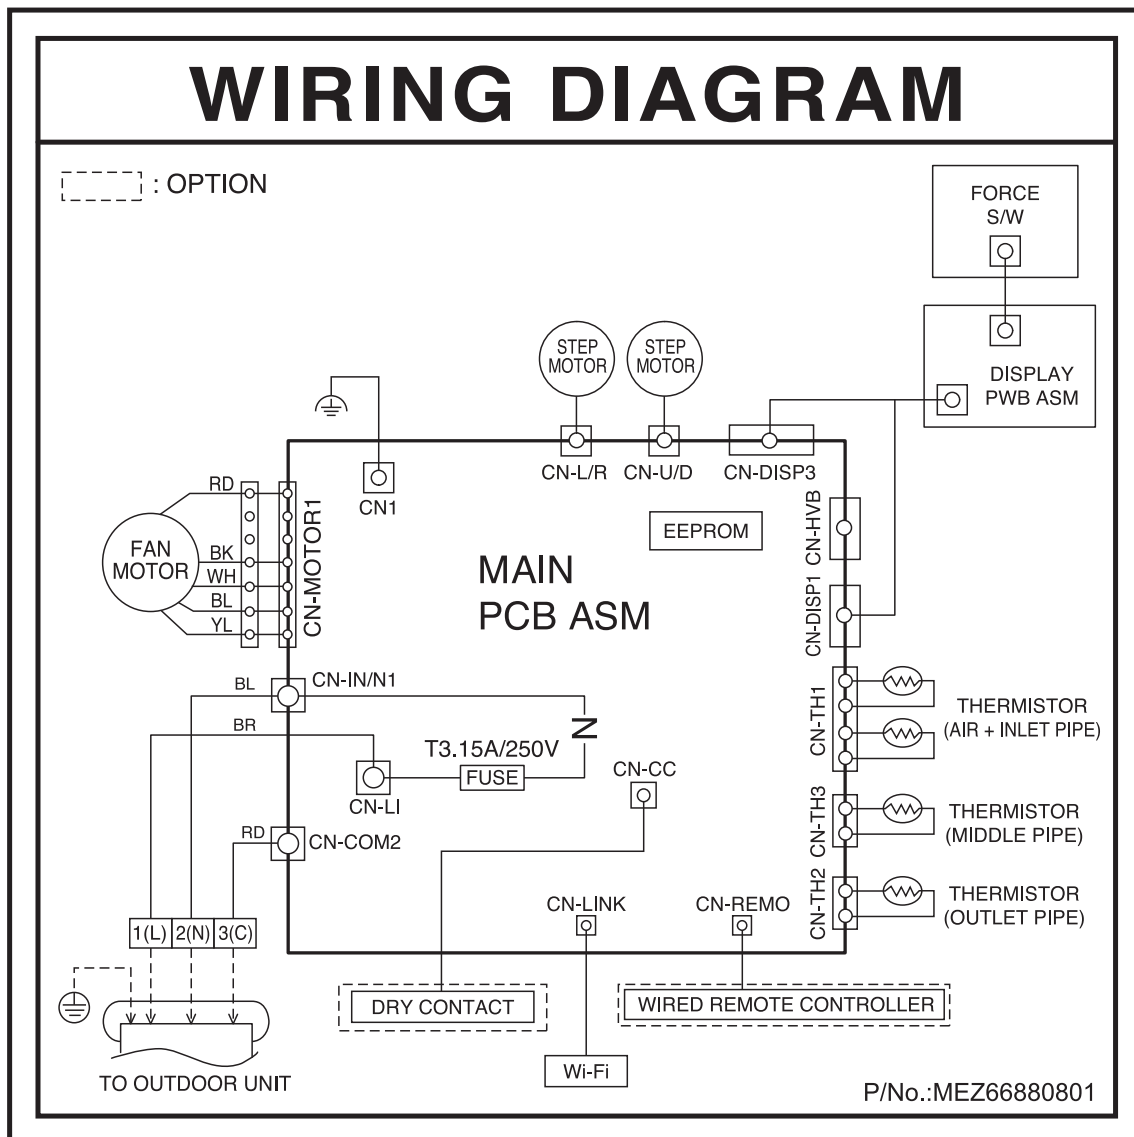 WIRING DIAGRAM
: OPTION
FORCE
S/W
DISPLAY
PWB ASM
STEP
MOTOR
STEP
MOTOR
CN-L/R
CN-U/D
CN-DISP3
CN1
RD
BK
WH
BL
YL
FAN
MOTOR
CN-MOTOR1
EEPROM
CN-HVB
CN-DISP1
MAIN
PCB ASM
BL
CN-IN/N1
BR
N
T3.15A/250V
FUSE
CN-LI
CN-CC
RD
CN-COM2
CN-TH1
THERMISTOR
(AIR + INLET PIPE)
CN-TH3
THERMISTOR
(MIDDLE PIPE)
CN-TH2
THERMISTOR
(OUTLET PIPE)
CN-LINK
CN-REMO
1(L) 2(N) 3(C)
DRY CONTACT
WIRED REMOTE CONTROLLER
Wi-Fi
TO OUTDOOR UNIT
P/No.:MEZ66880801